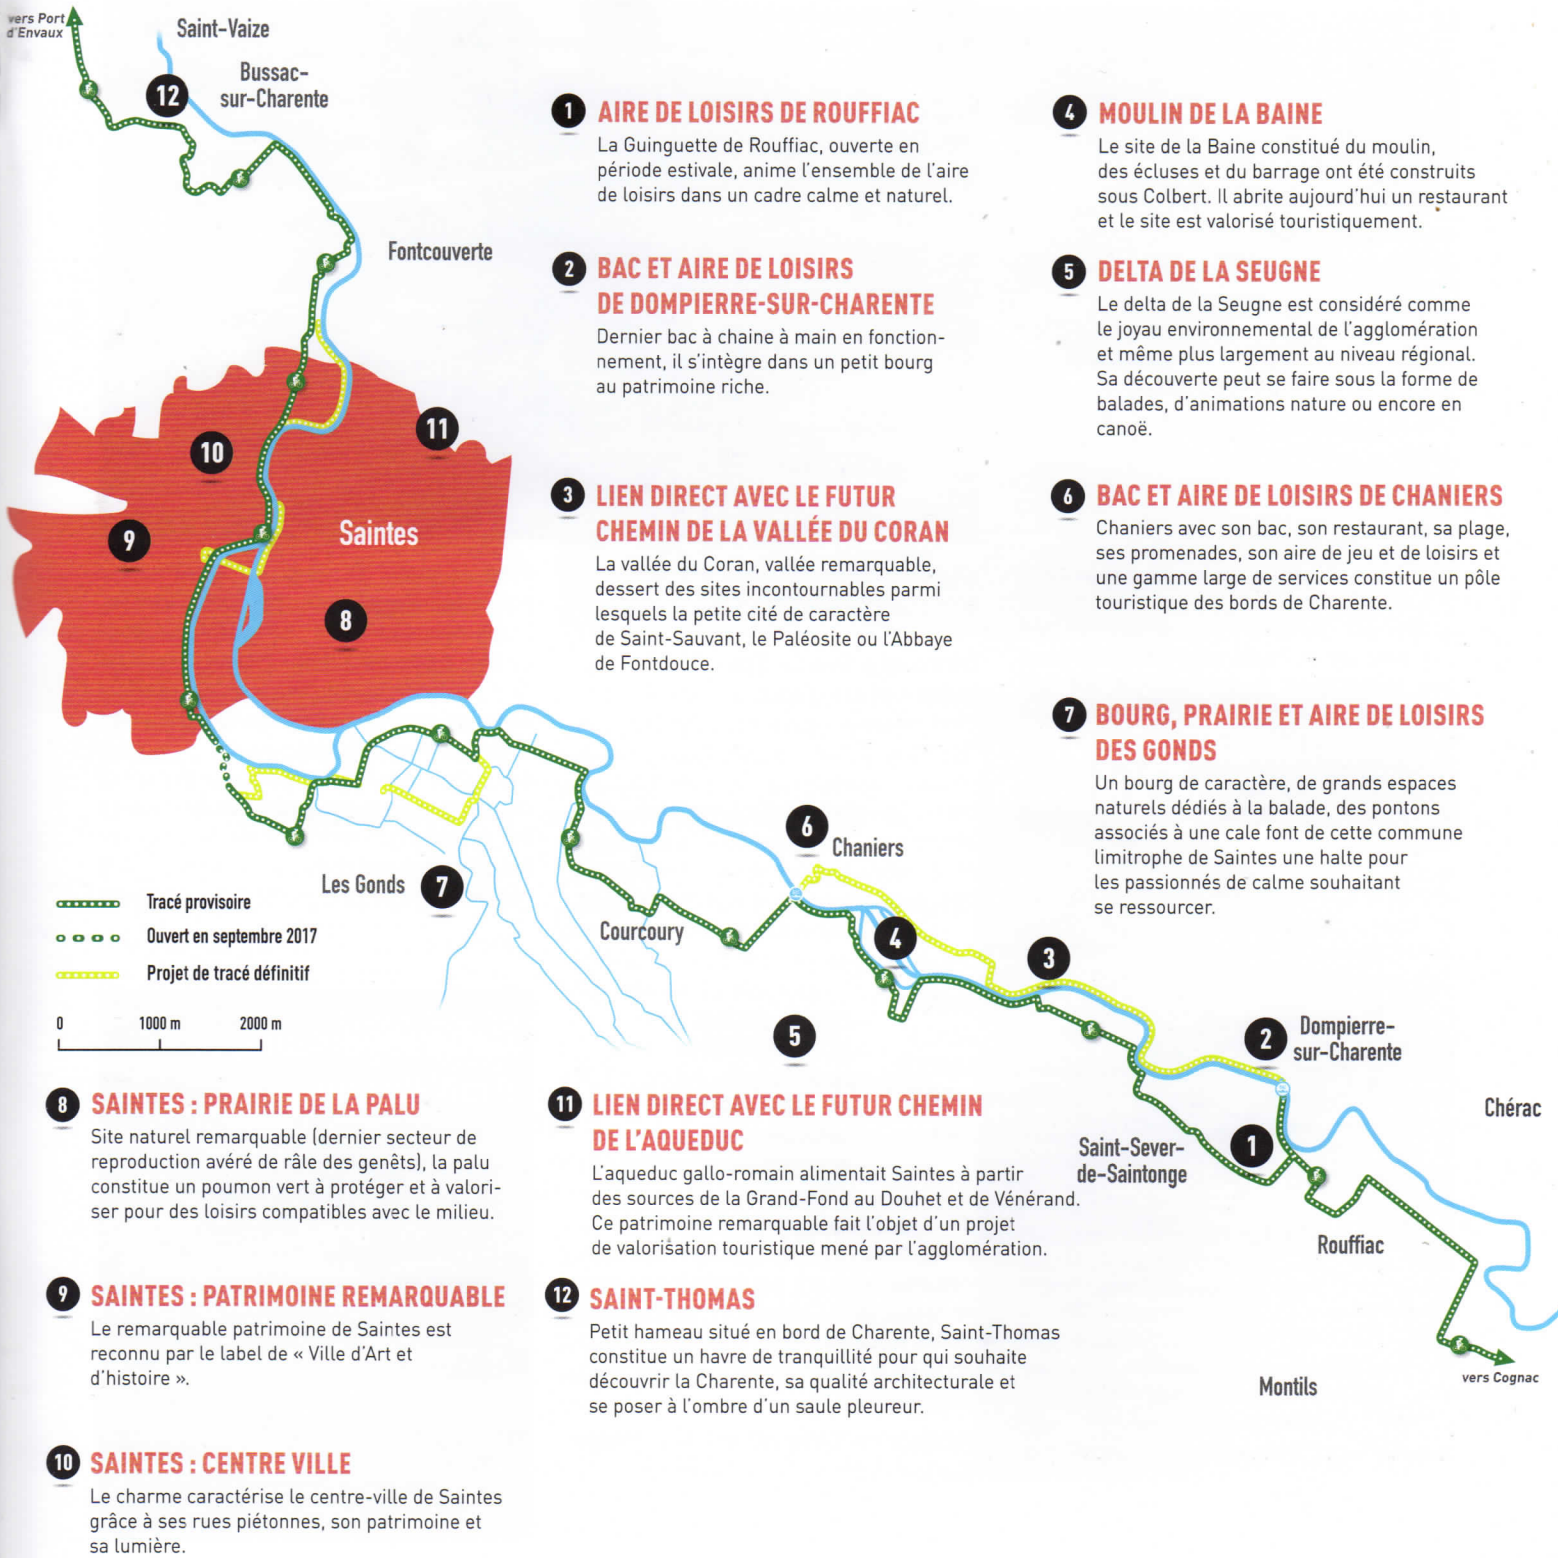 vers Port
d'Envaux
Saint-Vaize
Bussac-
sur-Charente
12
Fontcouverte
11
10
9
Saintes
8
Les Gonds
7
6
Chaniers
Courcoury
4
3
5
2
Dompierre-
sur-Charente
Chérac
Saint-Sever-
de-Saintonge
1
Rouffiac
Montils
vers Cognac
Tracé provisoire
Ouvert en septembre 2017
Projet de tracé définitif
0 1000 m 2000 m
1 AIRE DE LOISIRS DE ROUFFIAC
La Guinguette de Rouffiac, ouverte en
période estivale, anime l'ensemble de l'aire
de loisirs dans un cadre calme et naturel.
2 BAC ET AIRE DE LOISIRS
DE DOMPIERRE-SUR-CHARENTE
Dernier bac à chaine à main en fonction-
nement, il s'intègre dans un petit bourg
au patrimoine riche.
3 LIEN DIRECT AVEC LE FUTUR
CHEMIN DE LA VALLÉE DU CORAN
La vallée du Coran, vallée remarquable,
dessert des sites incontournables parmi
lesquels la petite cité de caractère
de Saint-Sauvant, le Paléosite ou l'Abbaye
de Fontdouce.
4 MOULIN DE LA BAINE
Le site de la Baine constitué du moulin,
des écluses et du barrage ont été construits
sous Colbert. Il abrite aujourd'hui un restaurant
et le site est valorisé touristiquement.
5 DELTA DE LA SEUGNE
Le delta de la Seugne est considéré comme
le joyau environnemental de l'agglomération
et même plus largement au niveau régional.
Sa découverte peut se faire sous la forme de
balades, d'animations nature ou encore en
canoë.
6 BAC ET AIRE DE LOISIRS DE CHANIERS
Chaniers avec son bac, son restaurant, sa plage,
ses promenades, son aire de jeu et de loisirs et
une gamme large de services constitue un pôle
touristique des bords de Charente.
7 BOURG, PRAIRIE ET AIRE DE LOISIRS
DES GONDS
Un bourg de caractère, de grands espaces
naturels dédiés à la balade, des pontons
associés à une cale font de cette commune
limitrophe de Saintes une halte pour
les passionnés de calme souhaitant
se ressourcer.
8 SAINTES : PRAIRIE DE LA PALU
Site naturel remarquable (dernier secteur de
reproduction avéré de râle des genêts), la palu
constitue un poumon vert à protéger et à valori-
ser pour des loisirs compatibles avec le milieu.
9 SAINTES : PATRIMOINE REMARQUABLE
Le remarquable patrimoine de Saintes est
reconnu par le label de « Ville d'Art et
d'histoire ».
10 SAINTES : CENTRE VILLE
Le charme caractérise le centre-ville de Saintes
grâce à ses rues piétonnes, son patrimoine et
sa lumière.
11 LIEN DIRECT AVEC LE FUTUR CHEMIN
DE L'AQUEDUC
L'aqueduc gallo-romain alimentait Saintes à partir
des sources de la Grand-Fond au Douhet et de Vénérand.
Ce patrimoine remarquable fait l'objet d'un projet
de valorisation touristique mené par l'agglomération.
12 SAINT-THOMAS
Petit hameau situé en bord de Charente, Saint-Thomas
constitue un havre de tranquillité pour qui souhaite
découvrir la Charente, sa qualité architecturale et
se poser à l'ombre d'un saule pleureur.